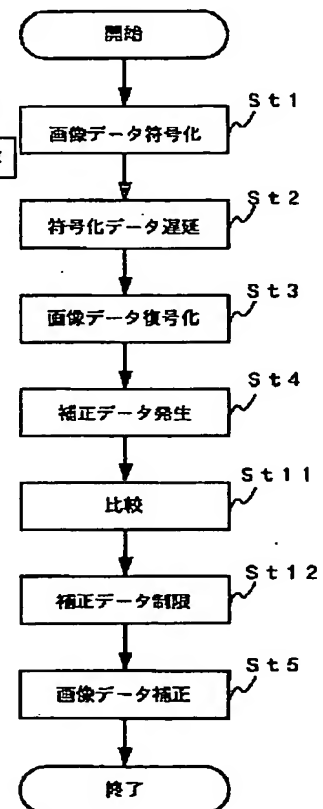 開始
St1
画像データ符号化
St2
符号化データ遅延
St3
画像データ復号化
St4
補正データ発生
St11
比較
St12
補正データ制限
St5
画像データ補正
終了